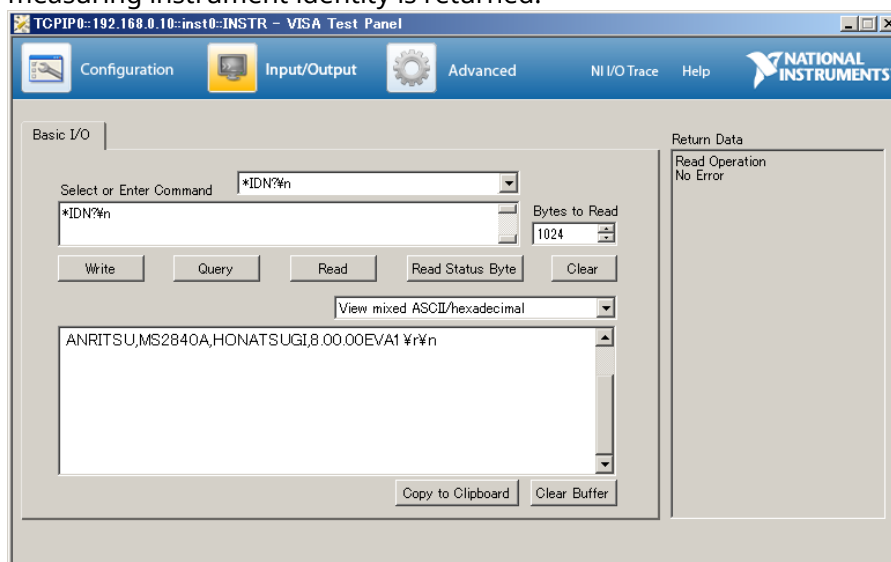 measuring instrument identity is returned.
TCPIP0::192.168.0.10::inst0::INSTR - VISA Test Panel
Configuration
Input/Output
Advanced
NI I/O Trace
Help
NATIONAL
INSTRUMENTS
Basic I/O
Return Data
Read Operation
No Error
Select or Enter Command
*IDN?¥n
*IDN?¥n
Bytes to Read
1024
Write
Query
Read
Read Status Byte
Clear
View mixed ASCII/hexadecimal
ANRITSU,MS2840A,HONATSUGI,8.00.00EVA1¥r¥n
Copy to Clipboard
Clear Buffer